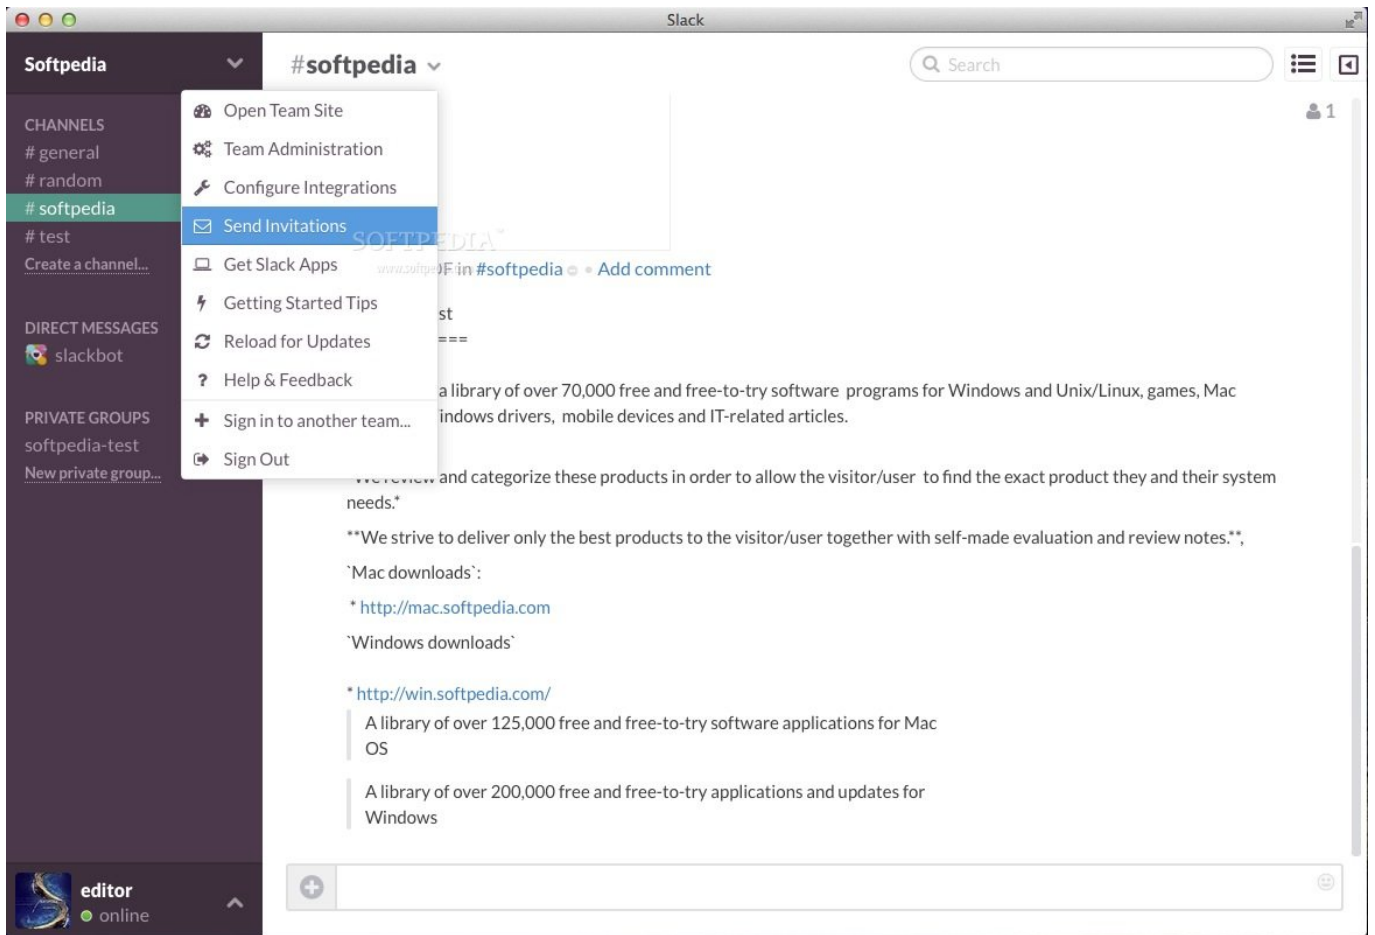 Slack
Softpedia
#softpedia
Search
1
CHANNELS
# general
# random
# softpedia
# test
Create a channel...
DIRECT MESSAGES
slackbot
PRIVATE GROUPS
softpedia-test
New private group...
Open Team Site
Team Administration
Configure Integrations
Send Invitations
Get Slack Apps
Getting Started Tips
Reload for Updates
? Help & Feedback
Sign in to another team...
Sign Out
SOFTPEDIA
in #softpedia • Add comment
st
===
a library of over 70,000 free and free-to-try software programs for Windows and Unix/Linux, games, Mac
indows drivers, mobile devices and IT-related articles.
and categorize these products in order to allow the visitor/user to find the exact product they and their system
needs.*
**We strive to deliver only the best products to the visitor/user together with self-made evaluation and review notes.**,
`Mac downloads`:
* http://mac.softpedia.com
`Windows downloads`
* http://win.softpedia.com/
A library of over 125,000 free and free-to-try software applications for Mac
OS
A library of over 200,000 free and free-to-try applications and updates for
Windows
editor
online